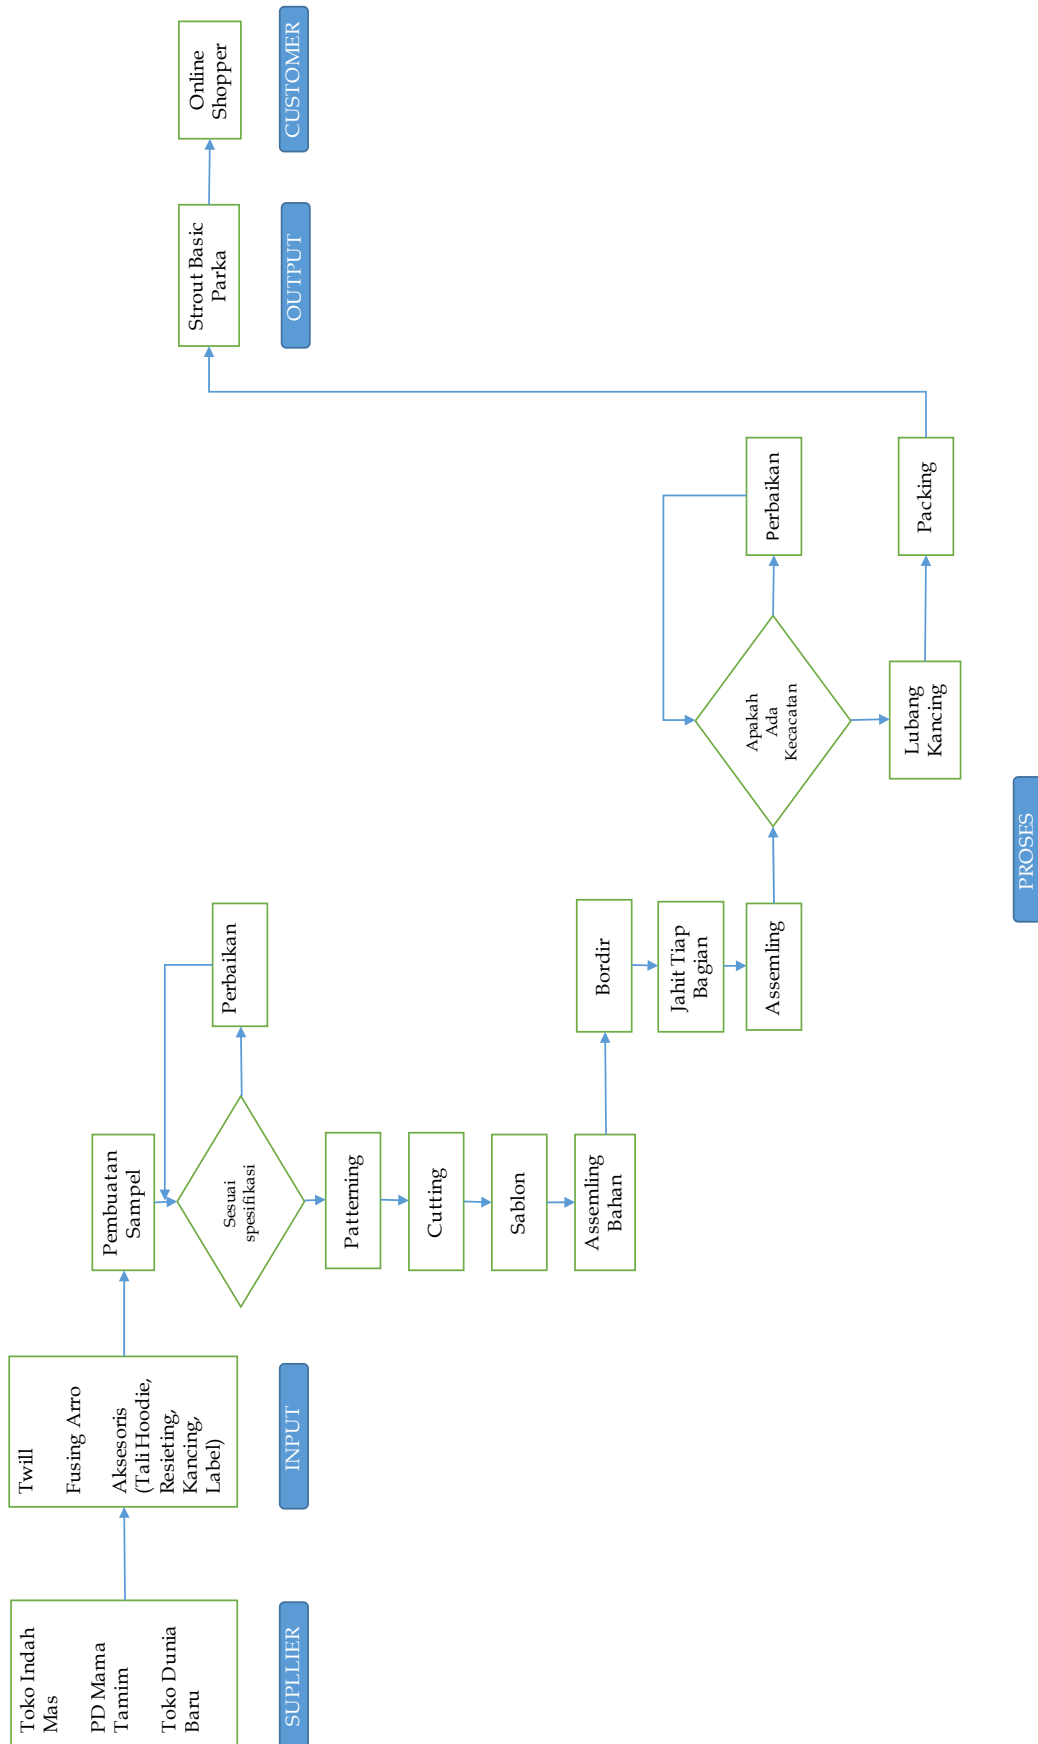 Toko Indah
Mas
PD Mama
Tamim
Toko Dunia
Baru
SUPLLIER
Twill
Fusing Arro
Aksesoris
(Tali Hoodie,
Resieting,
Kancing,
Label)
INPUT
Pembuatan
Sampel
Sesuai
spesifikasi
Perbaikan
Patterning
Cutting
Sablon
Assemling
Bahan
Bordir
Jahit Tiap
Bagian
Assemling
Apakah
Ada
Kecacatan
Perbaikan
Lubang
Kancing
Packing
PROSES
Strout Basic
Parka
OUTPUT
Online
Shopper
CUSTOMER